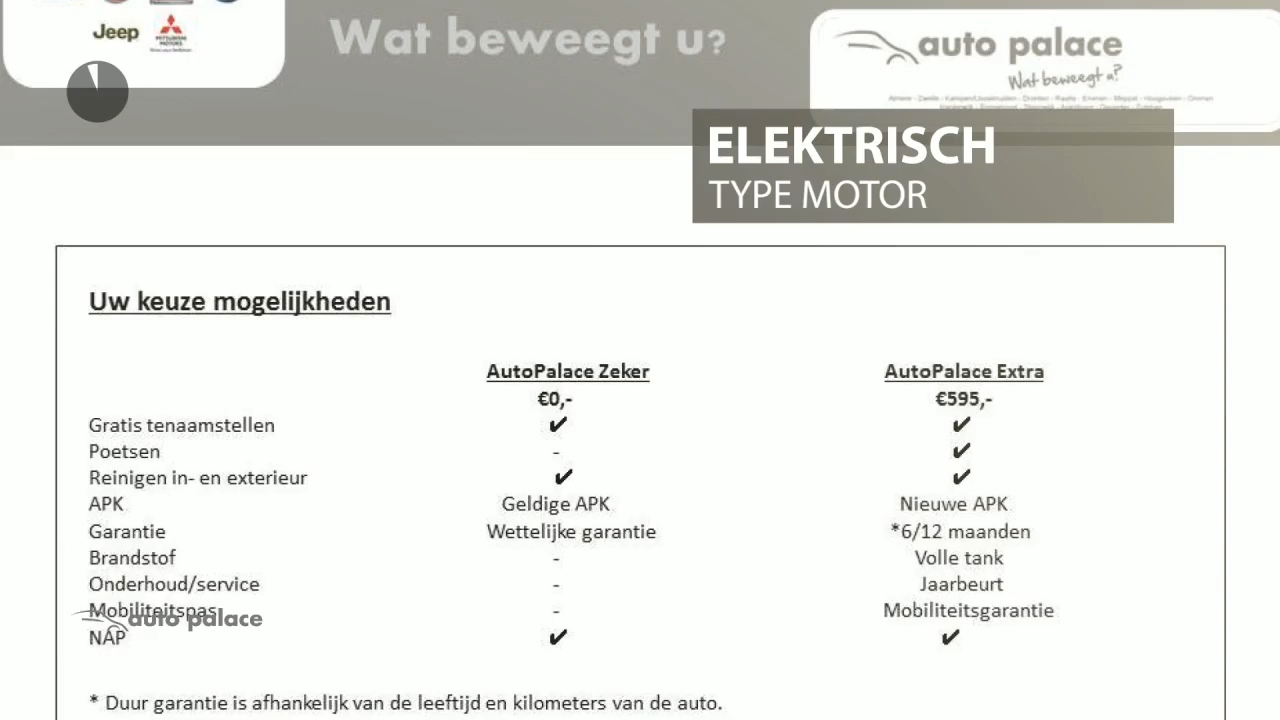 Jeep
MITSUBISHI
MOTORS
Wat beweegt u?
auto palace
Wat beweegt u?
ELEKTRISCH
TYPE MOTOR
Uw keuze mogelijkheden
AutoPalace Zeker AutoPalace Extra
€0,- €595,-
Gratis tenaamstellen ✔ ✔
Poetsen - ✔
Reinigen in- en exterieur ✔ ✔
APK Geldige APK Nieuwe APK
Garantie Wettelijke garantie *6/12 maanden
Brandstof - Volle tank
Onderhoud/service - Jaarbeurt
Mobiliteitspas - Mobiliteitsgarantie
auto palace
NAP ✔ ✔
* Duur garantie is afhankelijk van de leeftijd en kilometers van de auto.